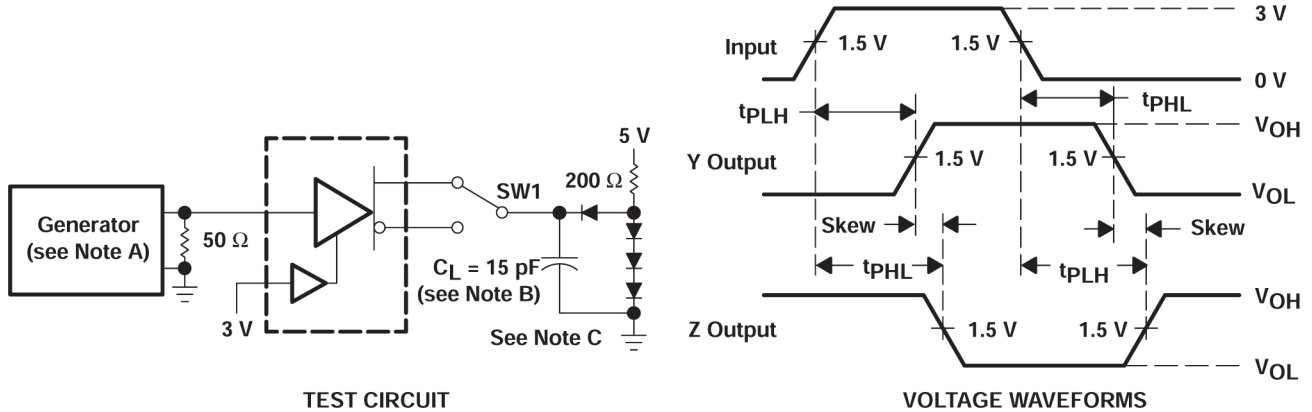 Generator
(see Note A)
50 Ω
3 V
SW1
5 V
200 Ω
C_L = 15 pF
(see Note B)
See Note C
TEST CIRCUIT
Input
1.5 V
1.5 V
3 V
0 V
t_PLH
t_PHL
Y Output
1.5 V
1.5 V
V_OH
V_OL
Skew
Skew
t_PHL
t_PLH
Z Output
1.5 V
1.5 V
V_OH
V_OL
VOLTAGE WAVEFORMS